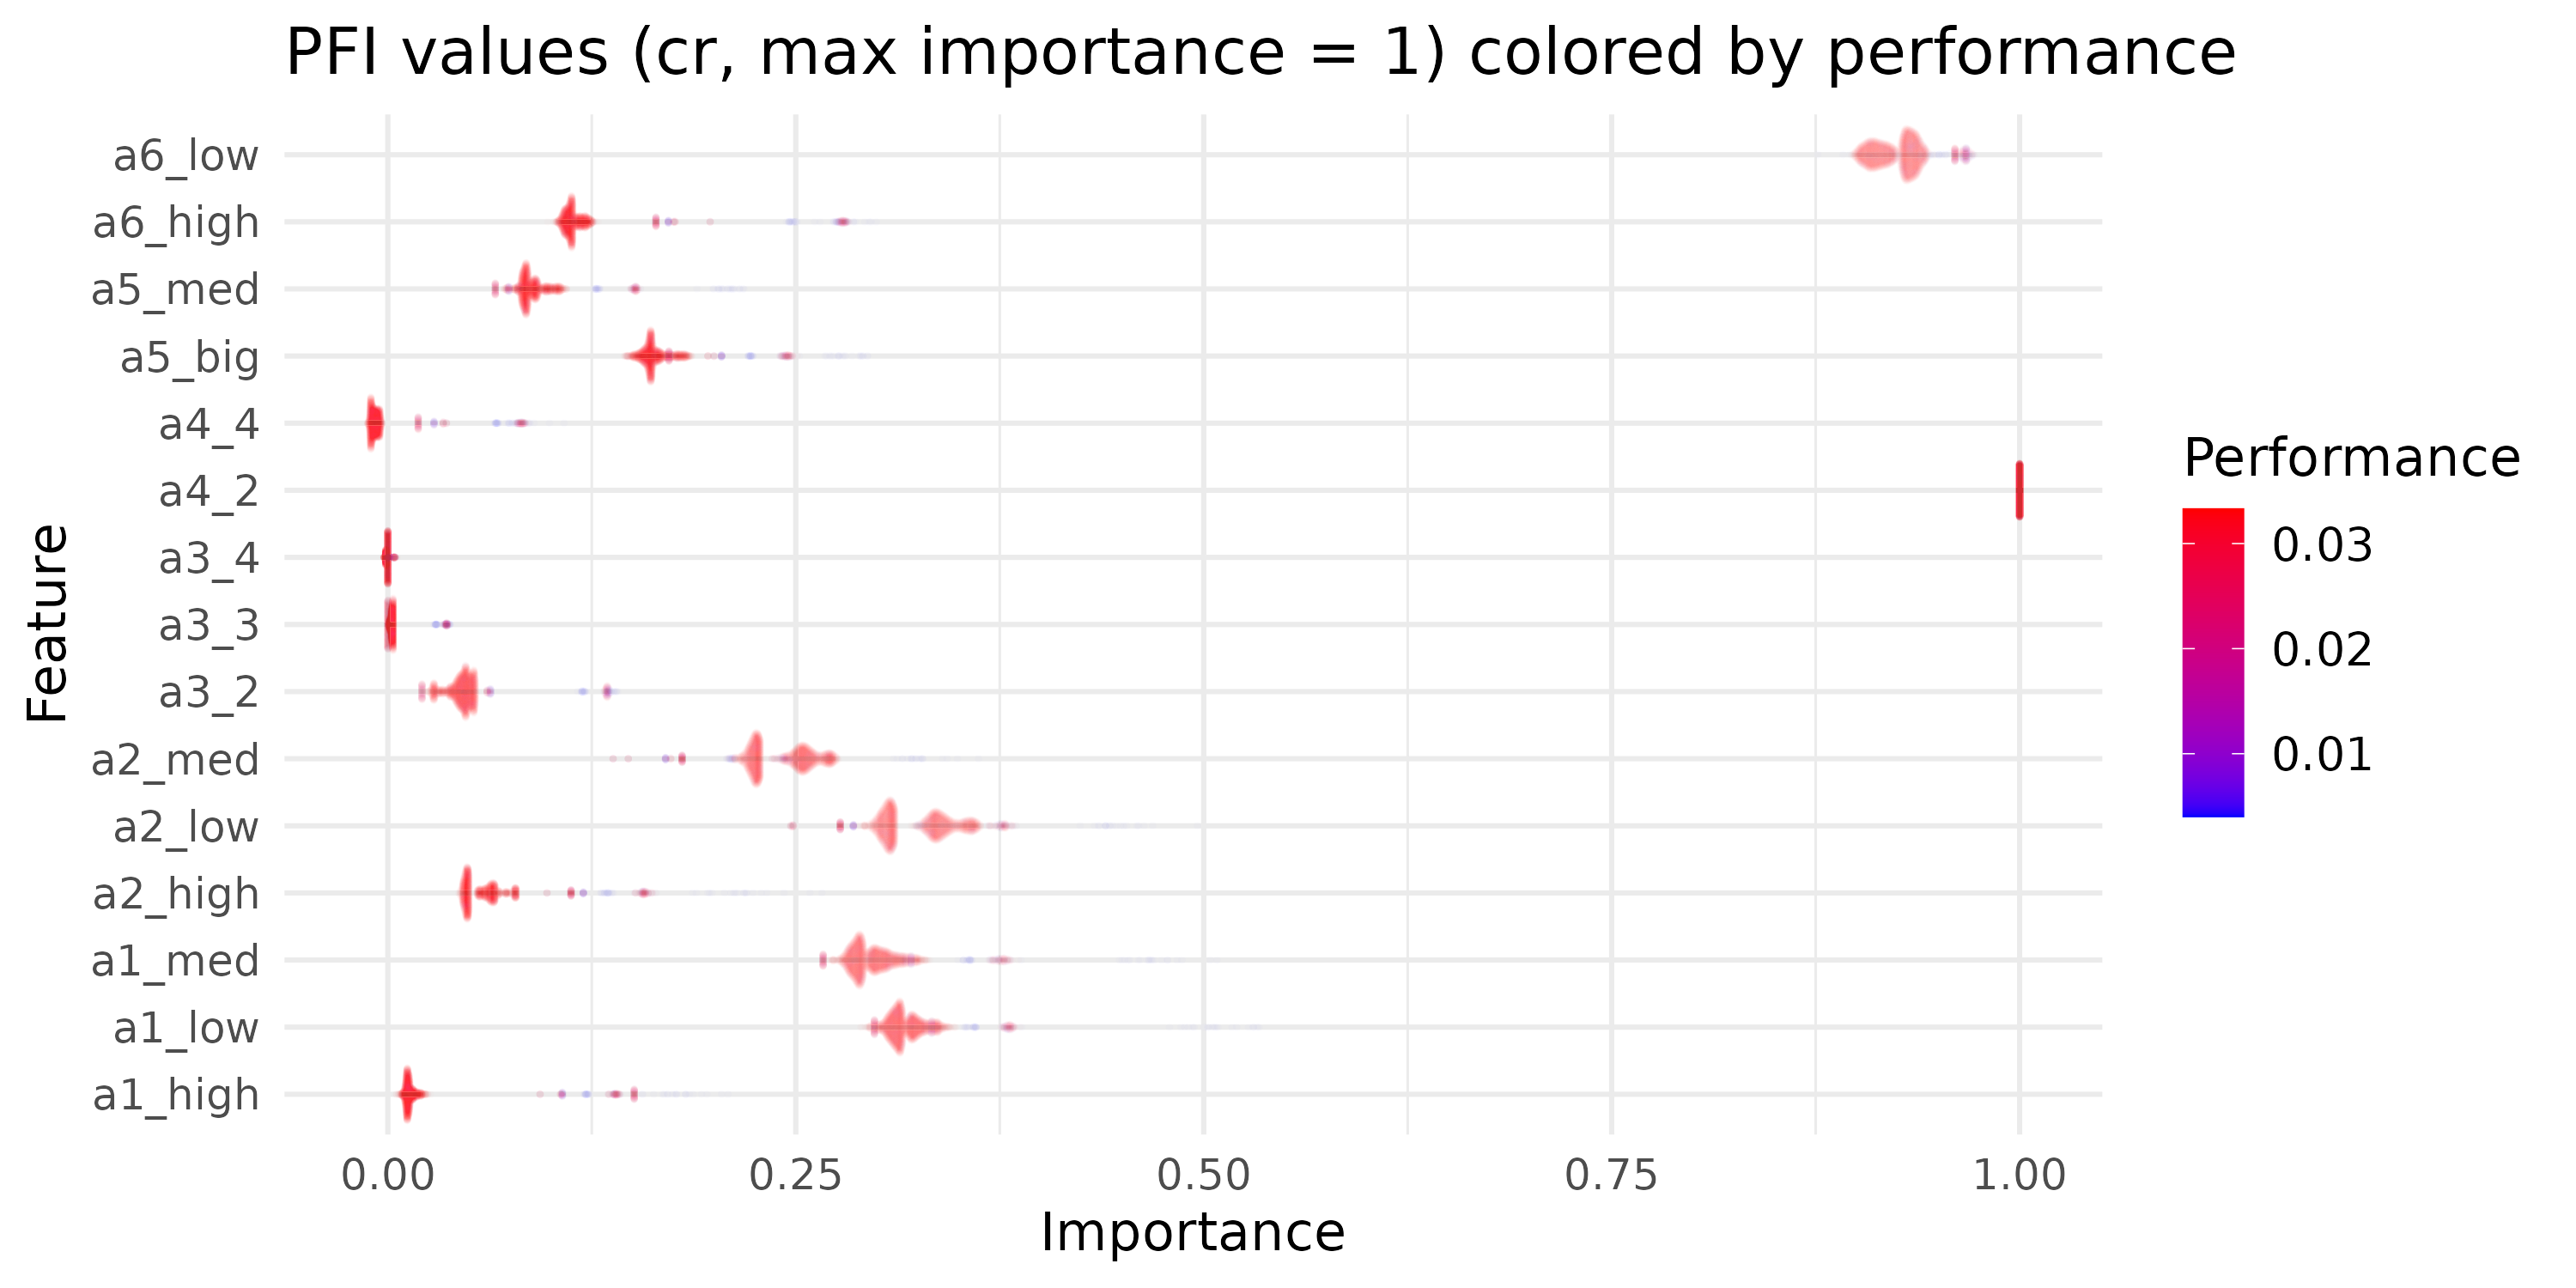 PFI values (cr, max importance = 1) colored by performance
a6_low
a6_high
a5_med
a5_big
a4_4
a4_2
a3_4
a3_3
a3_2
a2_med
a2_low
a2_high
a1_med
a1_low
a1_high
Feature
0.00 0.25 0.50 0.75 1.00
Importance
Performance
0.03
0.02
0.01